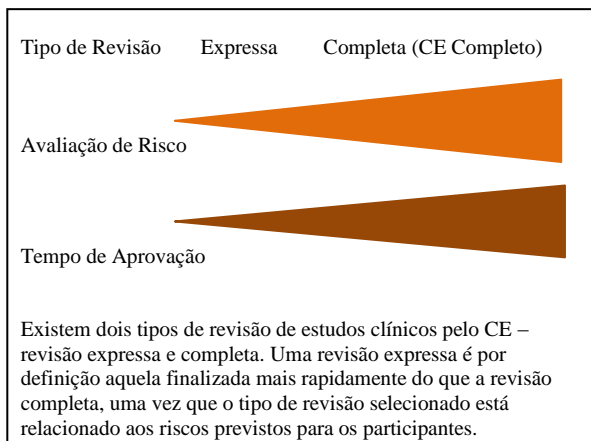 Tipo de Revisão Expressa Completa (CE Completo)
Avaliação de Risco
Tempo de Aprovação
Existem dois tipos de revisão de estudos clínicos pelo CE –
revisão expressa e completa. Uma revisão expressa é por
definição aquela finalizada mais rapidamente do que a revisão
completa, uma vez que o tipo de revisão selecionado está
relacionado aos riscos previstos para os participantes.